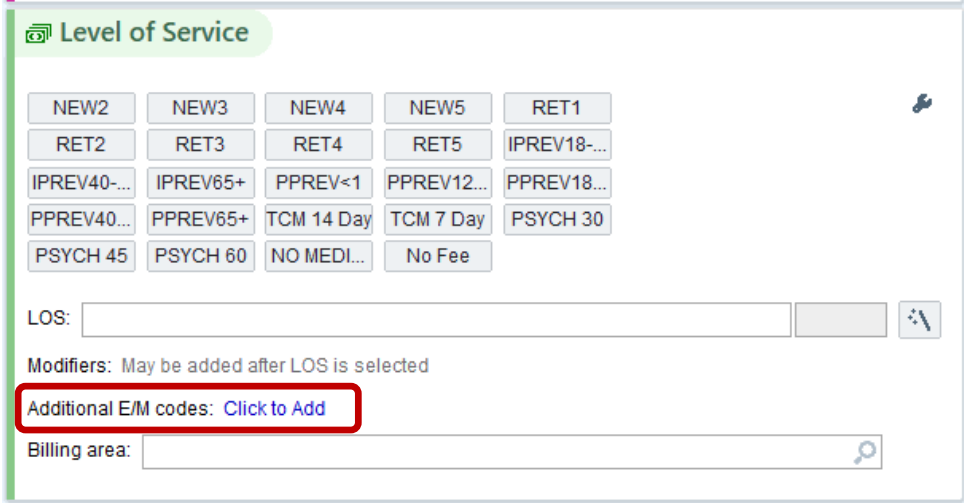 Level of Service
NEW2 NEW3 NEW4 NEW5 RET1
RET2 RET3 RET4 RET5 IPREV18-...
IPREV40-... IPREV65+ PPREV<1 PPREV12... PPREV18...
PPREV40... PPREV65+ TCM 14 Day TCM 7 Day PSYCH 30
PSYCH 45 PSYCH 60 NO MEDI... No Fee
LOS:
Modifiers: May be added after LOS is selected
Additional E/M codes: Click to Add
Billing area: